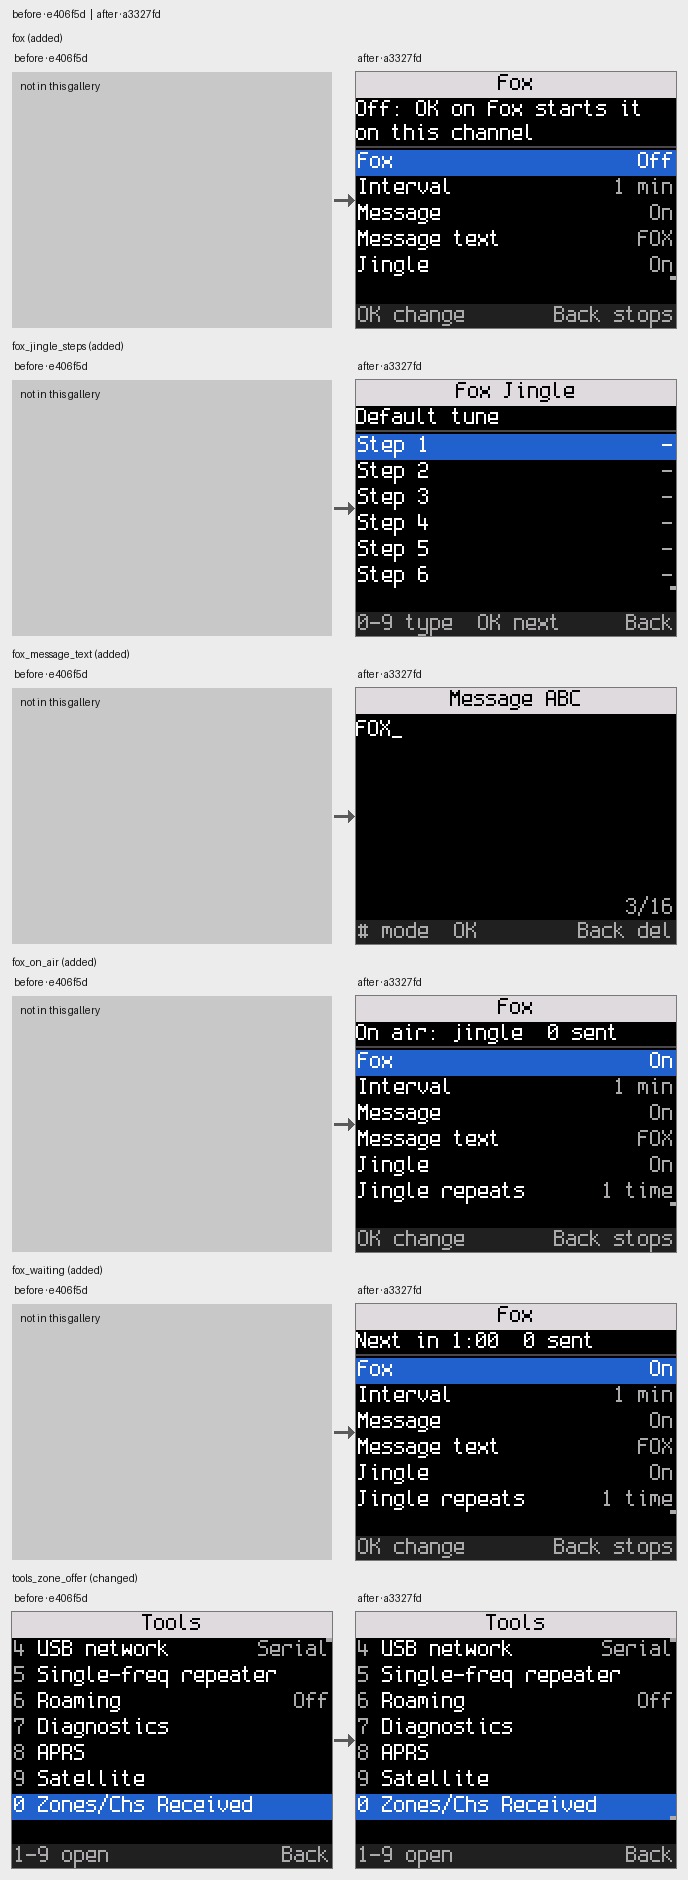 before · e406f5d | after · a3327fd
fox (added)
before · e406f5d after · a3327fd
not in this gallery
Fox
Off: OK on Fox starts it
on this channel
Fox Off
Interval 1 min
Message On
Message text FOX
Jingle On
OK change Back stops
fox_jingle_steps (added)
before · e406f5d after · a3327fd
not in this gallery
Fox Jingle
Default tune
Step 1 -
Step 2 -
Step 3 -
Step 4 -
Step 5 -
Step 6 -
0-9 type OK next Back
fox_message_text (added)
before · e406f5d after · a3327fd
not in this gallery
Message ABC
FOX_
3/16
# mode OK Back del
fox_on_air (added)
before · e406f5d after · a3327fd
not in this gallery
Fox
On air: jingle 0 sent
Fox On
Interval 1 min
Message On
Message text FOX
Jingle On
Jingle repeats 1 time
OK change Back stops
fox_waiting (added)
before · e406f5d after · a3327fd
not in this gallery
Fox
Next in 1:00 0 sent
Fox On
Interval 1 min
Message On
Message text FOX
Jingle On
Jingle repeats 1 time
OK change Back stops
tools_zone_offer (changed)
before · e406f5d after · a3327fd
Tools
4 USB network Serial
5 Single-freq repeater
6 Roaming Off
7 Diagnostics
8 APRS
9 Satellite
0 Zones/Chs Received
1-9 open Back
Tools
4 USB network Serial
5 Single-freq repeater
6 Roaming Off
7 Diagnostics
8 APRS
9 Satellite
0 Zones/Chs Received
1-9 open Back